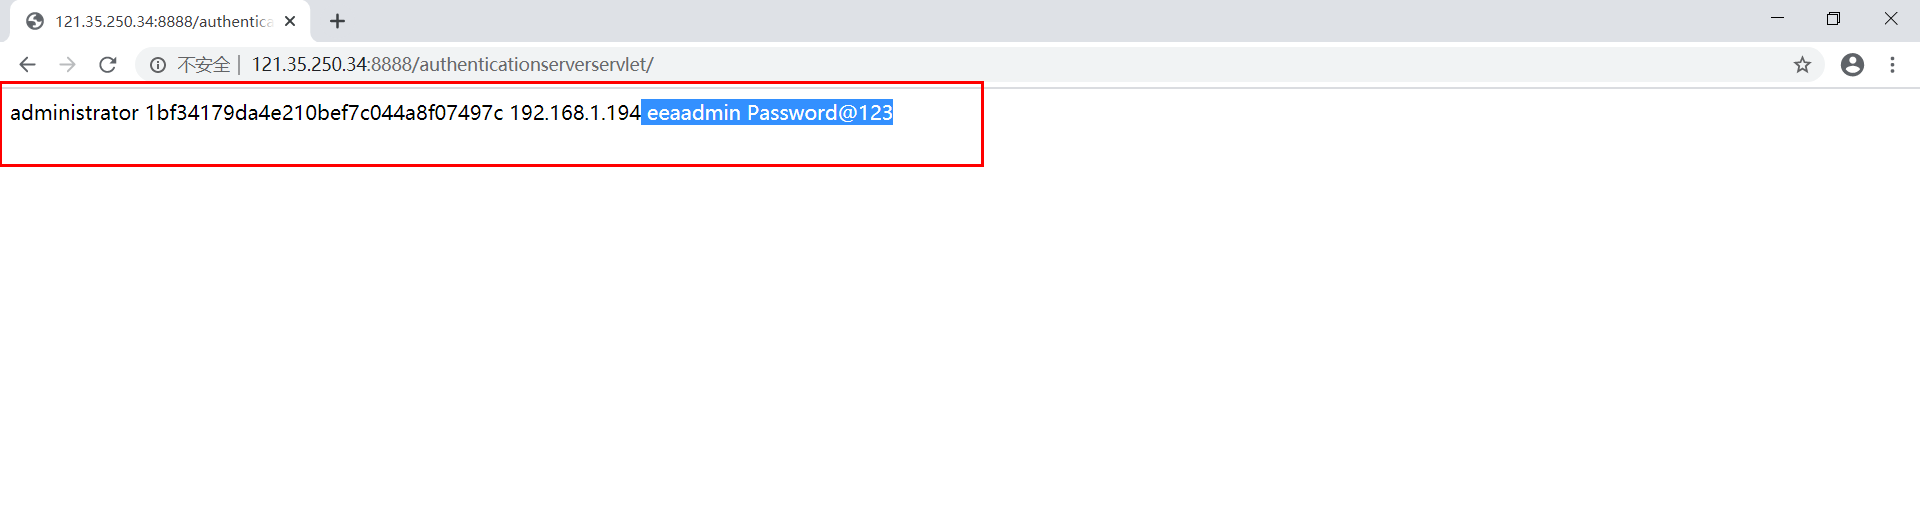 121.35.250.34:8888/authentica
不安全 | 121.35.250.34:8888/authenticationserverservlet/
administrator 1bf34179da4e210bef7c044a8f07497c 192.168.1.194 eeaadmin Password@123